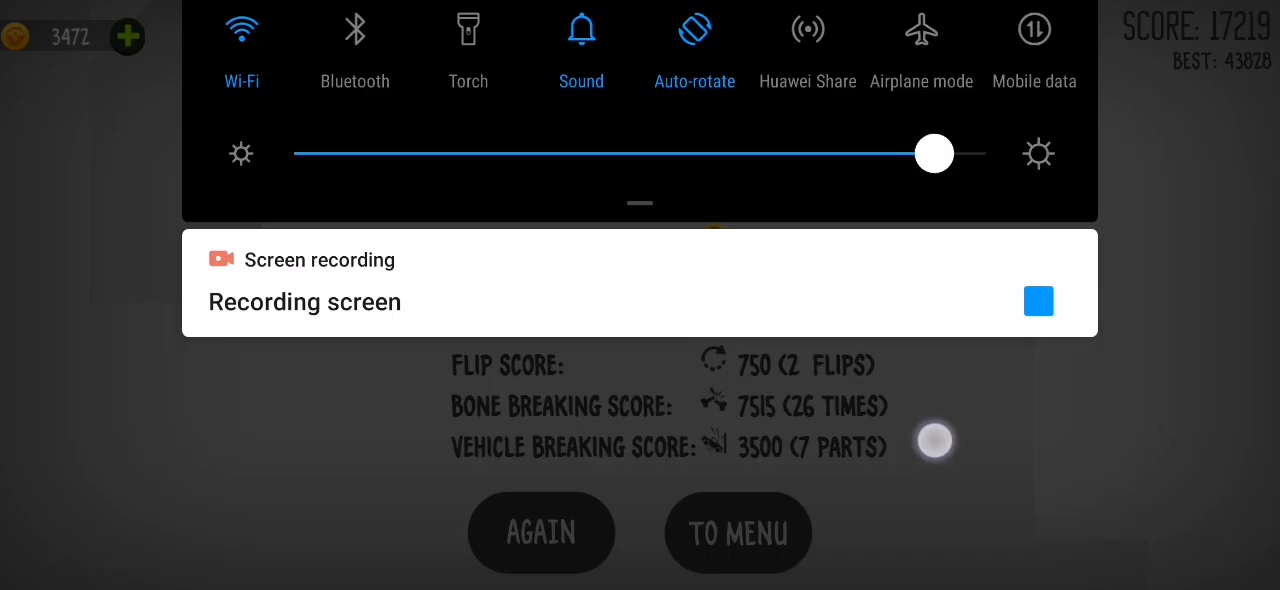 3472
SCORE: 17219
BEST: 43828
Wi-Fi
Bluetooth
Torch
Sound
Auto-rotate
Huawei Share
Airplane mode
Mobile data
Screen recording
Recording screen
FLIP SCORE: 750 (2 FLIPS)
BONE BREAKING SCORE: 7515 (26 TIMES)
VEHICLE BREAKING SCORE: 3500 (7 PARTS)
AGAIN
TO MENU